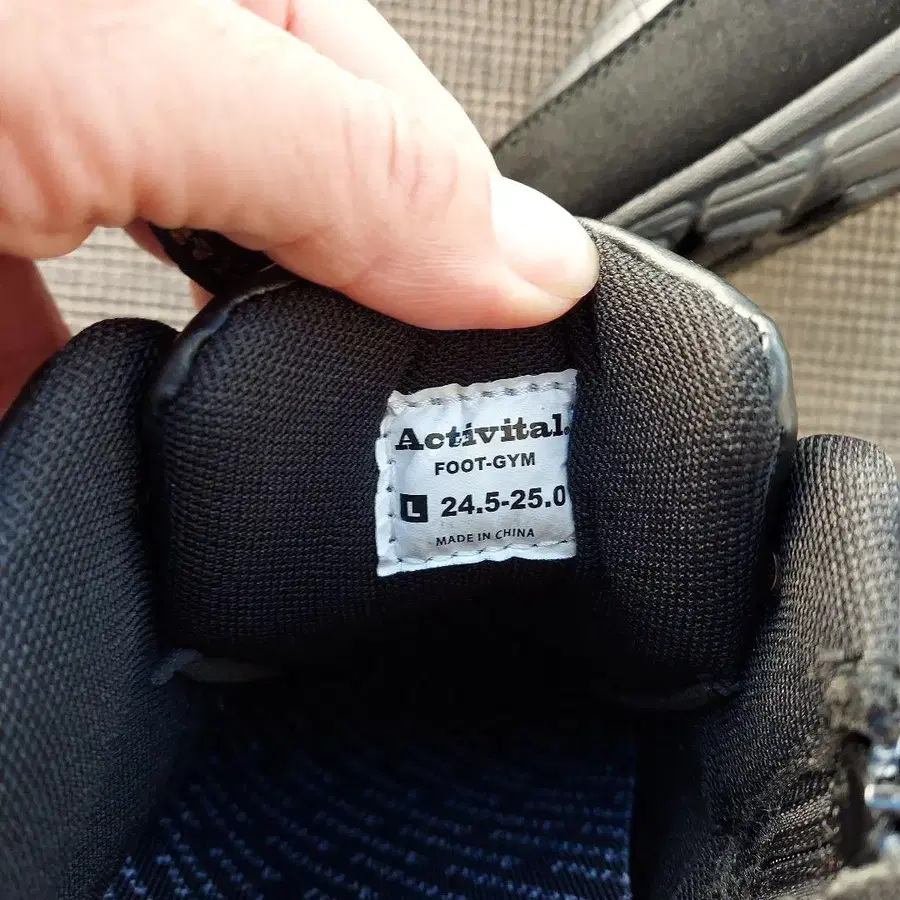 Activital.
FOOT-GYM
L 24.5-25.0
MADE IN CHINA